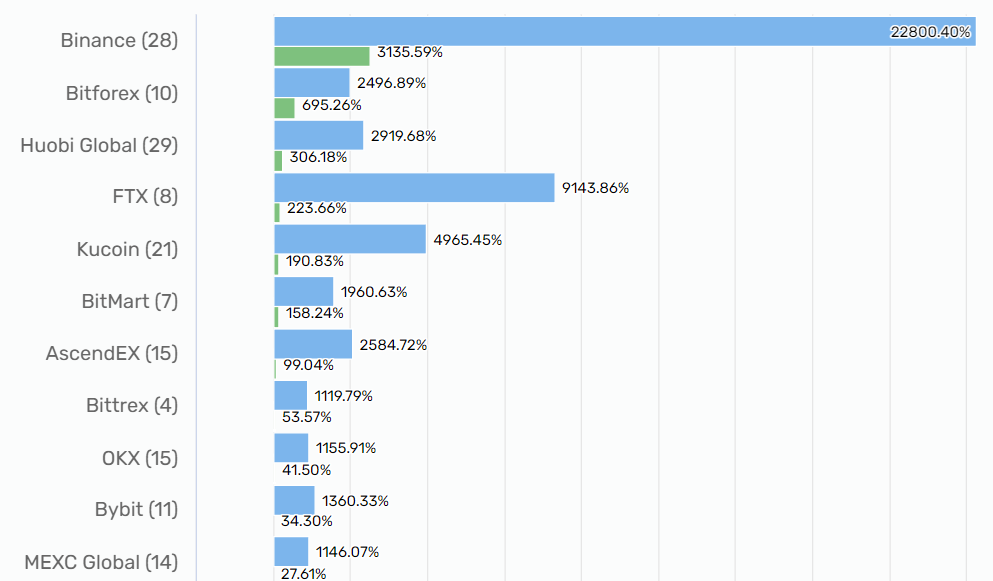 Binance (28)
22800.40%
3135.59%
Bitforex (10)
2496.89%
695.26%
Huobi Global (29)
2919.68%
306.18%
FTX (8)
9143.86%
223.66%
Kucoin (21)
4965.45%
190.83%
BitMart (7)
1960.63%
158.24%
AscendEX (15)
2584.72%
99.04%
Bittrex (4)
1119.79%
53.57%
OKX (15)
1155.91%
41.50%
Bybit (11)
1360.33%
34.30%
MEXC Global (14)
1146.07%
27.61%